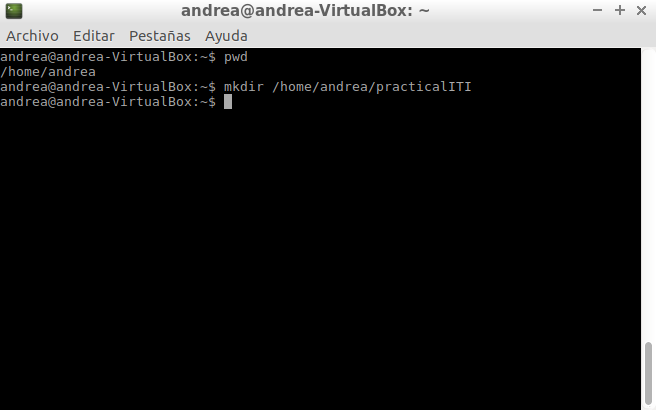 andrea@andrea-VirtualBox: ~
Archivo Editar Pestañas Ayuda
andrea@andrea-VirtualBox:~$ pwd
/home/andrea
andrea@andrea-VirtualBox:~$ mkdir /home/andrea/practicalITI
andrea@andrea-VirtualBox:~$